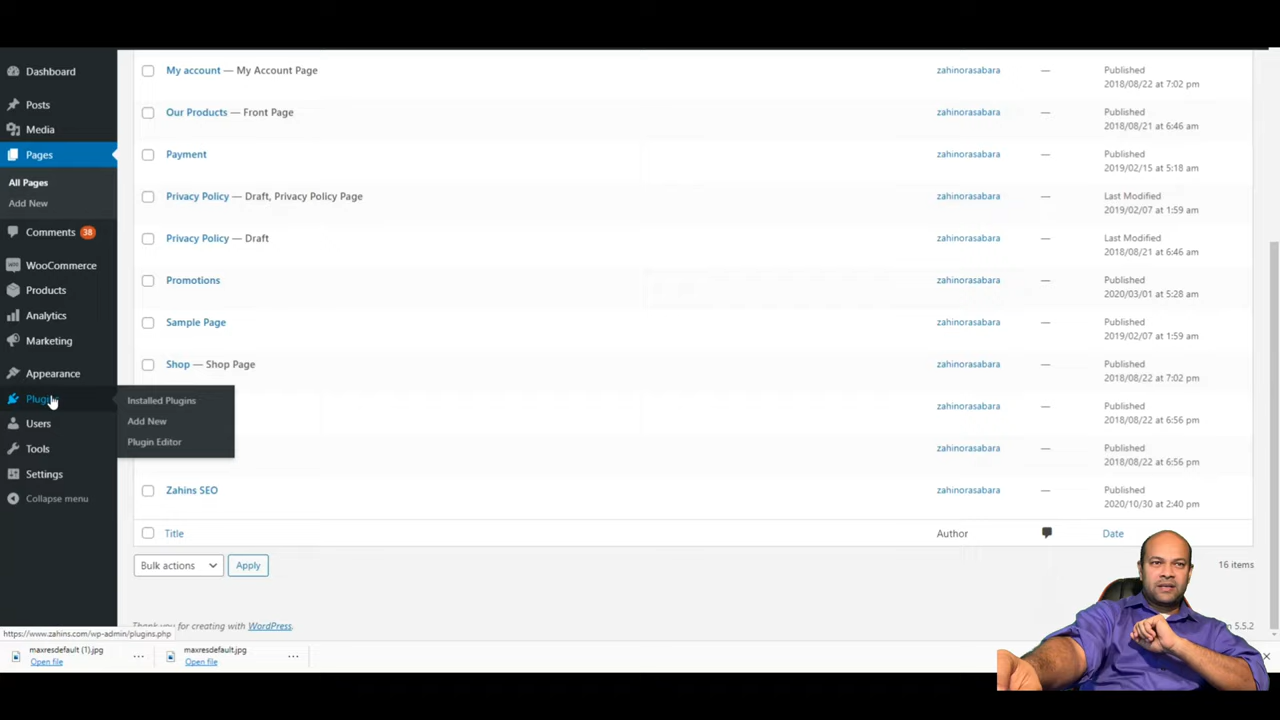 Dashboard
Posts
Media
Pages
All Pages
Add New
Comments 38
WooCommerce
Products
Analytics
Marketing
Appearance
Users
Tools
Settings
Collapse menu
Installed Plugins
Add New
Plugin Editor
My account — My Account Page zahinorasabara — Published
2018/08/22 at 7:02 pm
Our Products — Front Page zahinorasabara — Published
2018/08/21 at 6:46 am
Payment zahinorasabara — Published
2019/02/15 at 5:18 am
Privacy Policy — Draft, Privacy Policy Page zahinorasabara — Last Modified
2019/02/07 at 1:59 am
Privacy Policy — Draft zahinorasabara — Last Modified
2018/08/21 at 6:46 am
Promotions zahinorasabara — Published
2020/03/01 at 5:28 am
Sample Page zahinorasabara — Published
2019/02/07 at 1:59 am
Shop — Shop Page zahinorasabara — Published
2018/08/22 at 7:02 pm
zahinorasabara — Published
2018/08/22 at 6:56 pm
zahinorasabara — Published
2018/08/22 at 6:56 pm
Zahins SEO zahinorasabara — Published
2020/10/30 at 2:40 pm
Title Author Date
Bulk actions Apply 16 items
Thank you for creating with WordPress. 5.5.2
https://www.zahins.com/wp-admin/plugins.php
maxresdefault (1).jpg
Open file
maxresdefault.jpg
Open file